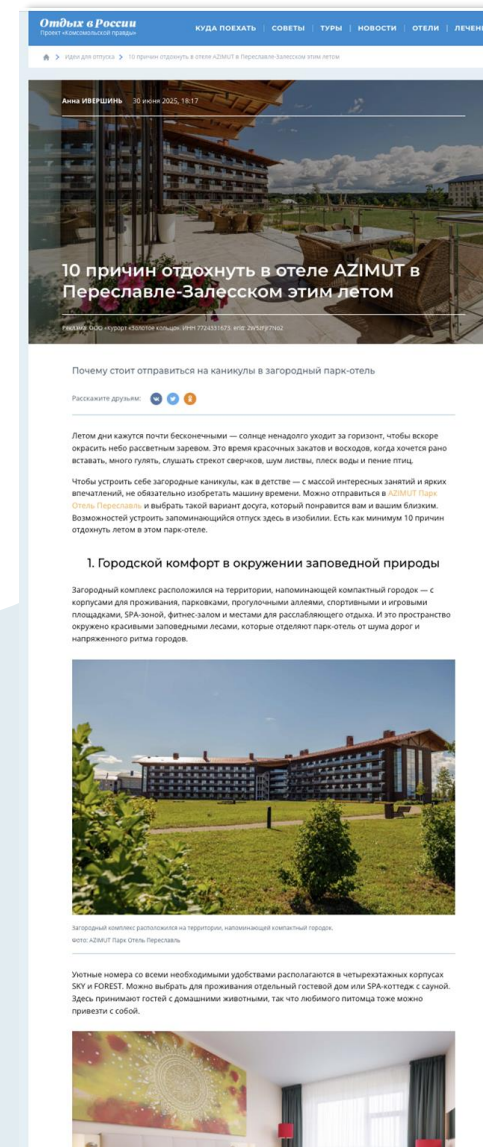 Отдых в России
Проект «Комсомольской правды»
КУДА ПОЕХАТЬ | СОВЕТЫ | ТУРЫ | НОВОСТИ | ОТЕЛИ |
Идеи для отпуска > 10 причин отдохнуть в отеле AZIMUT в Переславле-Залесском этим летом
Анна ИВЕРШИНЬ 30 июня 2025, 18:17
10 причин отдохнуть в отеле AZIMUT в
Переславле-Залесском этим летом
Реклама. ООО «Курорт «Золотое кольцо». ИНН 7724331673.
Почему стоит отправиться на каникулы в загородный парк-отель
Расскажите друзьям:
Летом дни кажутся почти бесконечными — солнце ненадолго уходит за горизонт, чтобы вскоре
окрасить небо рассветным заревом. Это время красочных закатов и восходов, когда хочется рано
вставать, много гулять, слушать стрекот сверчков, шум листвы, плеск воды и пение птиц.
Чтобы устроить себе загородные каникулы, как в детстве — с массой интересных занятий и ярких
впечатлений, не обязательно изобретать машину времени. Можно отправиться в AZIMUT Парк
Отель Переславль и выбрать такой вариант досуга, который понравится вам и вашим близким.
Возможностей устроить запоминающийся отпуск здесь в изобилии. Есть как минимум 10 причин
отдохнуть летом в этом парк-отеле.
1. Городской комфорт в окружении заповедной природы
Загородный комплекс расположился на территории, напоминающей компактный городок — с
корпусами для проживания, парковками, прогулочными аллеями, спортивными и игровыми
площадками, SPA-зоной, фитнес-залом и местами для расслабляющего отдыха. И это пространство
окружено красивыми заповедными лесами, которые отделяют парк-отель от шума дорог и
напряженного ритма городов.
Загородный комплекс расположился на территории, напоминающей компактный городок.
Фото: AZIMUT Парк Отель Переславль
Уютные номера со всеми необходимыми удобствами располагаются в четырехэтажных корпусах
SKY и FOREST. Можно выбрать для проживания отдельный гостевой дом или SPA-коттедж с сауной.
Здесь принимают гостей с домашними животными, так что любимого питомца тоже можно
привезти с собой.